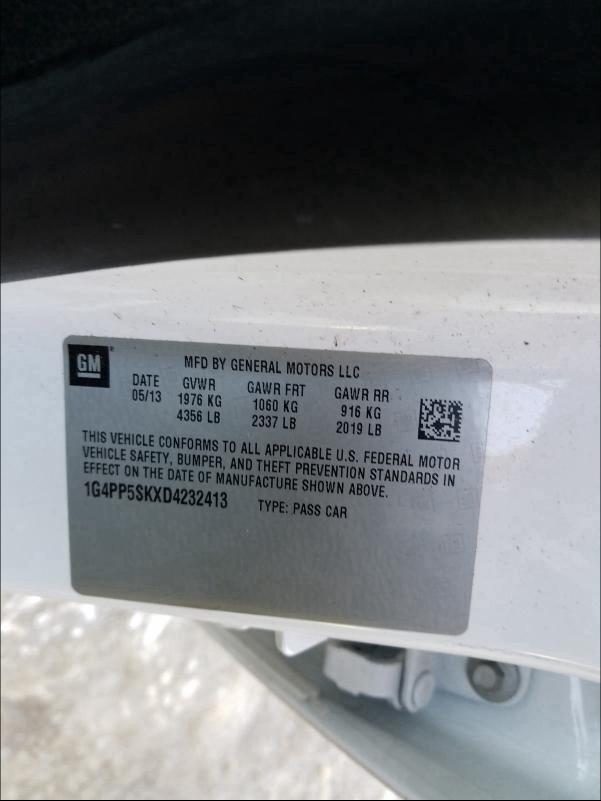 GM® MFD BY GENERAL MOTORS LLC
DATE GVWR GAWR FRT GAWR RR
05/13 1976 KG 1060 KG 916 KG
4356 LB 2337 LB 2019 LB
THIS VEHICLE CONFORMS TO ALL APPLICABLE U.S. FEDERAL MOTOR
VEHICLE SAFETY, BUMPER, AND THEFT PREVENTION STANDARDS IN
EFFECT ON THE DATE OF MANUFACTURE SHOWN ABOVE.
1G4PP5SKXD4232413 TYPE: PASS CAR